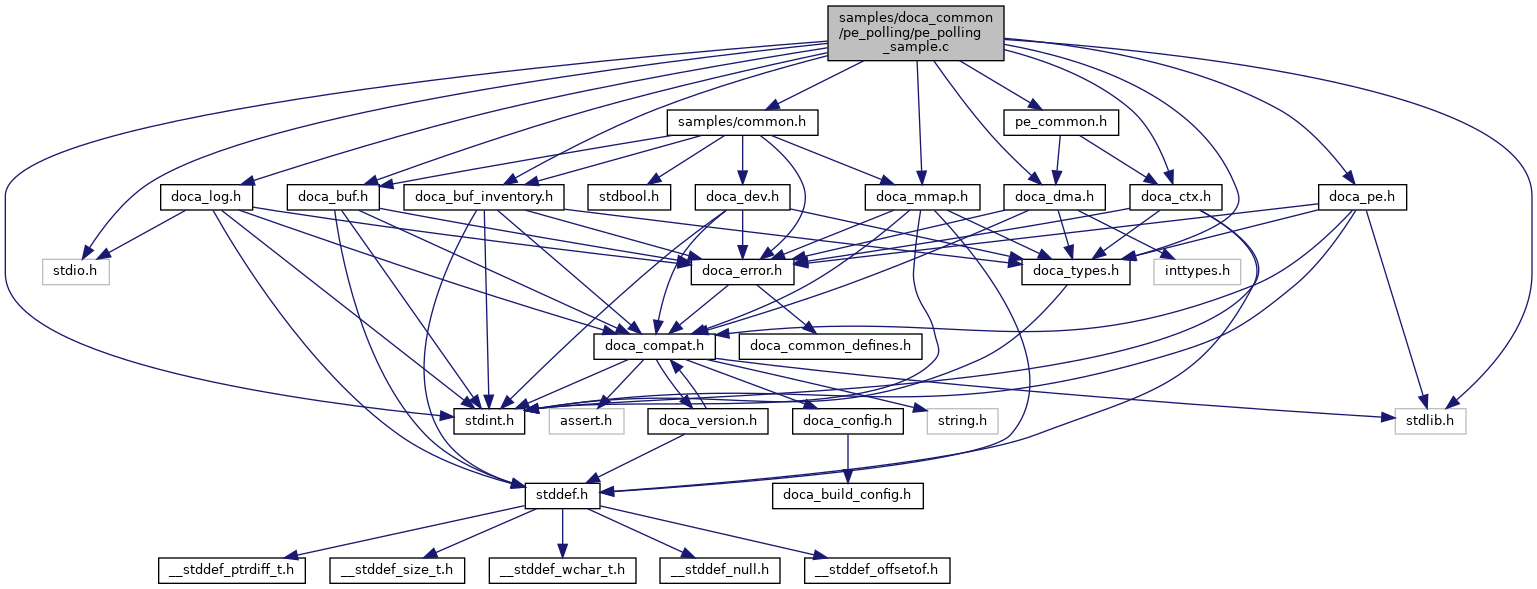 samples/doca_common
/pe_polling/pe_polling
_sample.c
samples/common.h
pe_common.h
doca_log.h
doca_buf.h
doca_buf_inventory.h
stdbool.h
doca_dev.h
doca_mmap.h
doca_dma.h
doca_ctx.h
doca_pe.h
stdio.h
doca_error.h
doca_types.h
inttypes.h
doca_compat.h
doca_common_defines.h
stdint.h
assert.h
doca_version.h
doca_config.h
string.h
stdlib.h
stddef.h
doca_build_config.h
__stddef_ptrdiff_t.h
__stddef_size_t.h
__stddef_wchar_t.h
__stddef_null.h
__stddef_offsetof.h